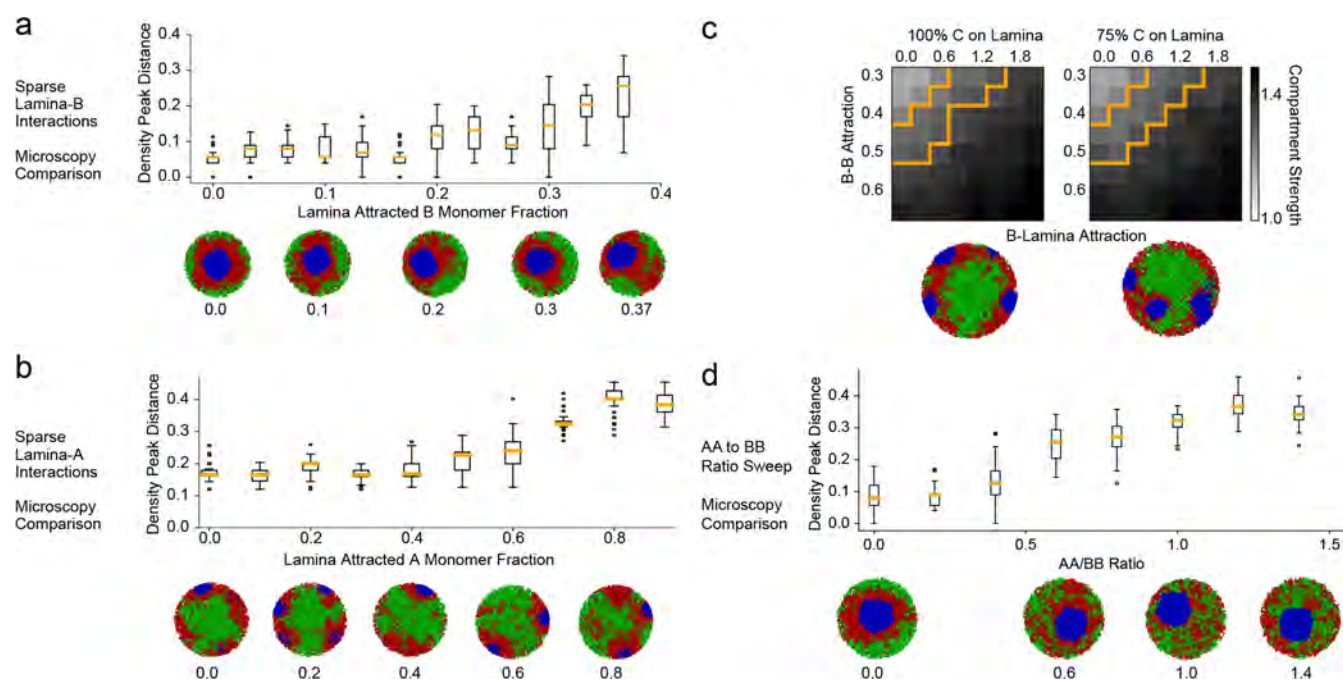 a
Sparse
Lamina-B
Interactions
Microscopy
Comparison
Density Peak Distance
0.4
0.3
0.2
0.1
0.0
0.0 0.1 0.2 0.3 0.4
Lamina Attracted B Monomer Fraction
0.0 0.1 0.2 0.3 0.37
b
Sparse
Lamina-A
Interactions
Microscopy
Comparison
Density Peak Distance
0.4
0.3
0.2
0.1
0.0
0.0 0.2 0.4 0.6 0.8
Lamina Attracted A Monomer Fraction
0.0 0.2 0.4 0.6 0.8
c
100% C on Lamina 75% C on Lamina
0.0 0.6 1.2 1.8 0.0 0.6 1.2 1.8
B-B Attraction
0.3
0.4
0.5
0.6
1.4
1.0
Compartment Strength
B-Lamina Attraction
d
AA to BB
Ratio Sweep
Microscopy
Comparison
Density Peak Distance
0.4
0.3
0.2
0.1
0.0
0.0 0.5 1.0 1.5
AA/BB Ratio
0.0 0.6 1.0 1.4